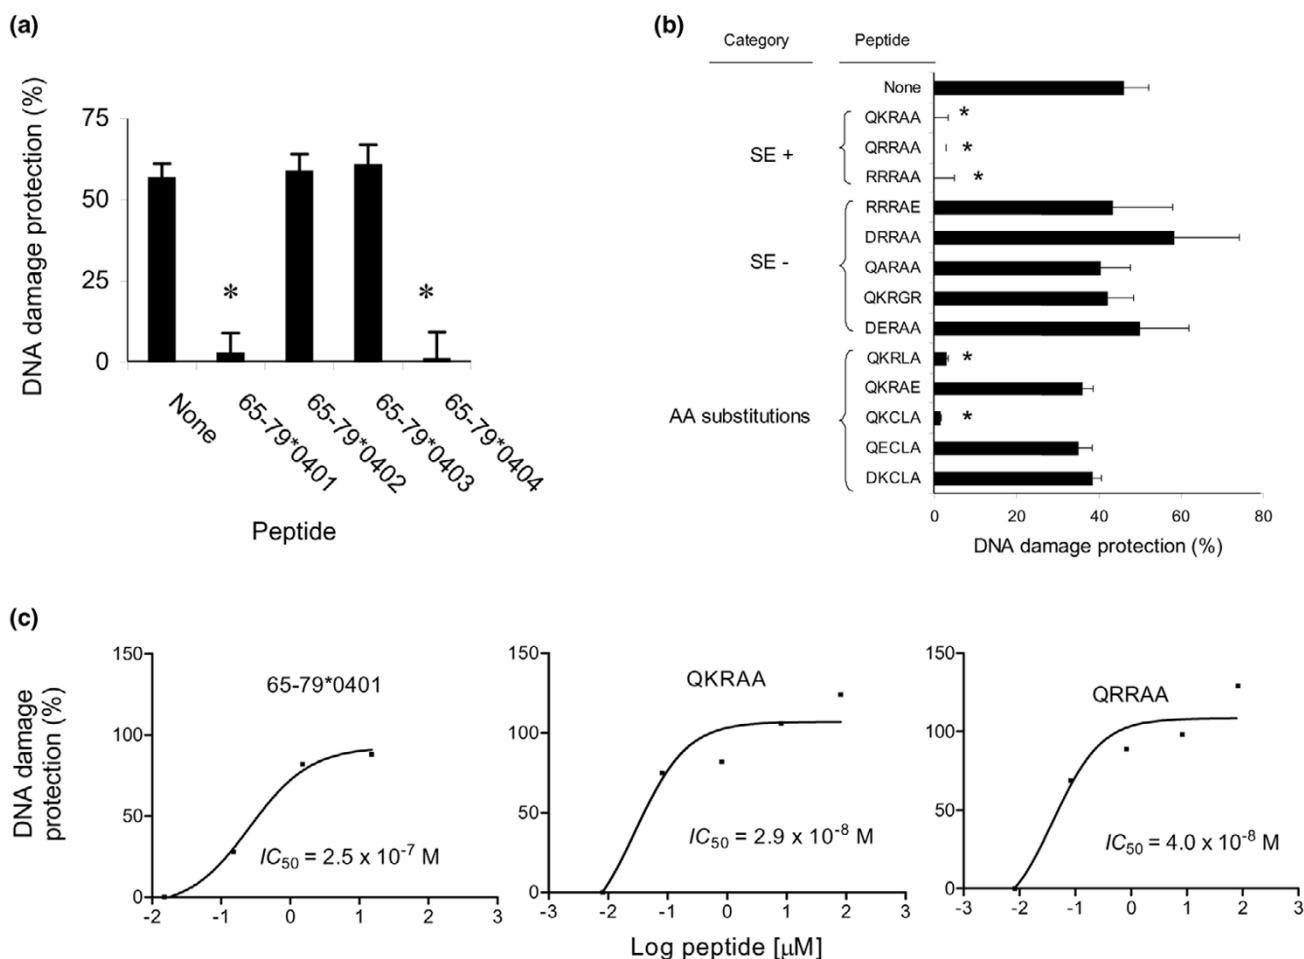 (a)
DNA damage protection (%)
75
50
25
0
None
65-79*0401
65-79*0402
65-79*0403
65-79*0404
*
*
Peptide
(b)
Category
Peptide
None
SE +
QKRAA *
QRRAA *
RRRAA *
SE -
RRRAE
DRRAA
QARAA
QKRGR
DERAA
AA substitutions
QKRLA *
QKRAE
QKCLA *
QECLA
DKCLA
0 20 40 60 80
DNA damage protection (%)
(c)
DNA damage
protection (%)
150
100
50
0
65-79*0401
IC50 = 2.5 x 10-7 M
-2 -1 0 1 2 3
150
100
50
0
QKRAA
IC50 = 2.9 x 10-8 M
-3 -2 -1 0 1 2 3
150
100
50
0
QRRAA
IC50 = 4.0 x 10-8 M
-3 -2 -1 0 1 2 3
Log peptide [μM]